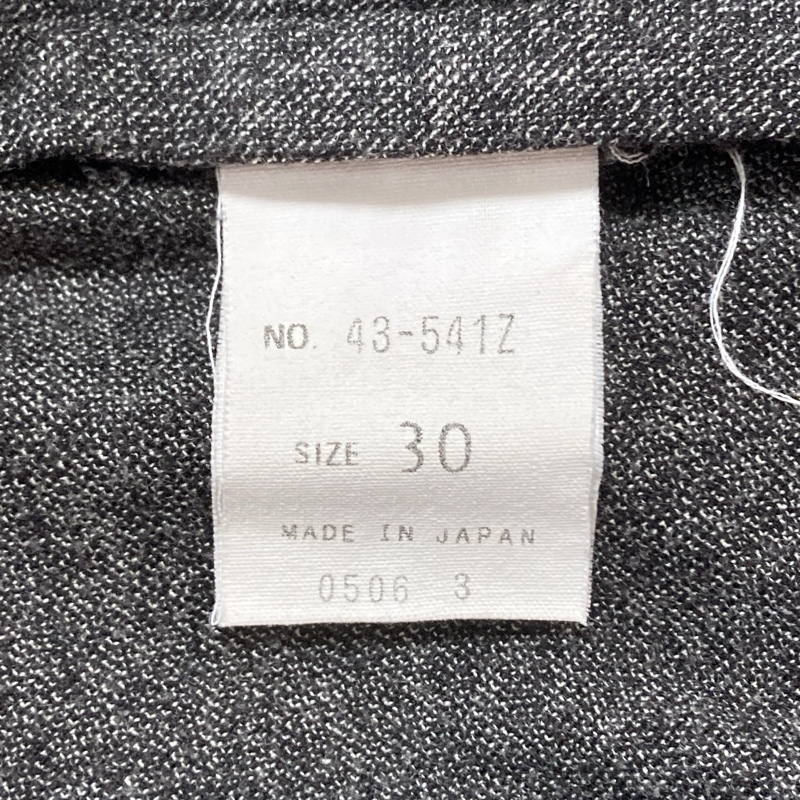 NO. 43-541Z
SIZE 30
MADE IN JAPAN
0506 3